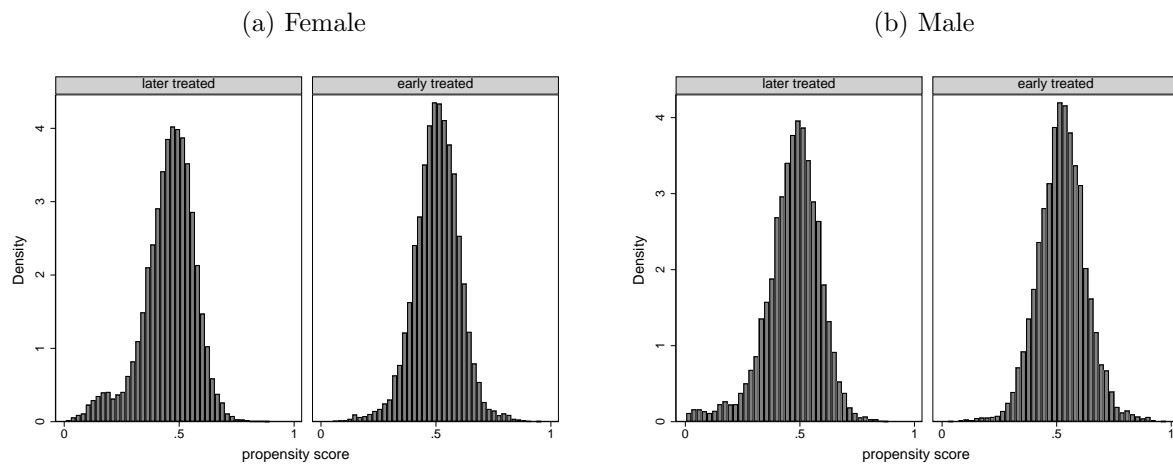 (a) Female
(b) Male
later treated
early treated
later treated
early treated
Density
0 1 2 3 4
0 .5 1
0 .5 1
propensity score
Density
0 1 2 3 4
0 .5 1
0 .5 1
propensity score